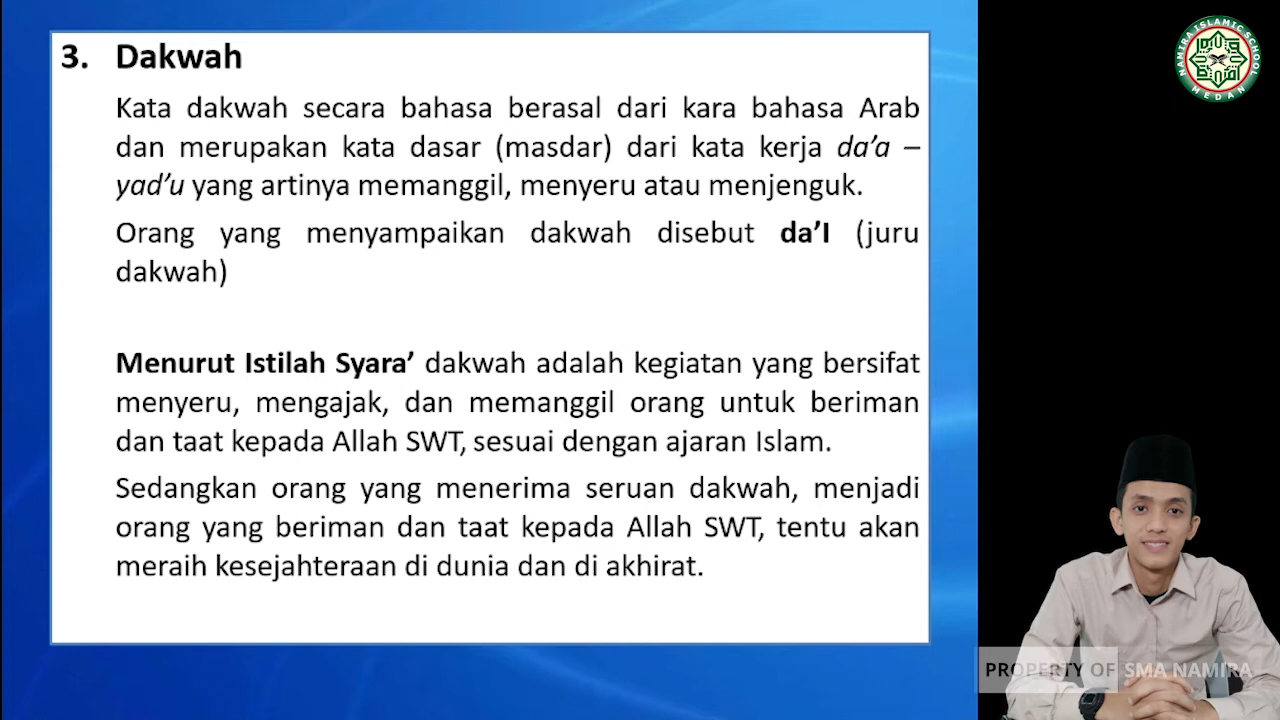 3. Dakwah
Kata dakwah secara bahasa berasal dari kara bahasa Arab
dan merupakan kata dasar (masdar) dari kata kerja da’a –
yad’u yang artinya memanggil, menyeru atau menjenguk.
Orang yang menyampaikan dakwah disebut da’I (juru
dakwah)
Menurut Istilah Syara’ dakwah adalah kegiatan yang bersifat
menyeru, mengajak, dan memanggil orang untuk beriman
dan taat kepada Allah SWT, sesuai dengan ajaran Islam.
Sedangkan orang yang menerima seruan dakwah, menjadi
orang yang beriman dan taat kepada Allah SWT, tentu akan
meraih kesejahteraan di dunia dan di akhirat.
NAMIRA ISLAMIC SCHOOL
MEDAN
PROPERTY OF SMA NAMIRA